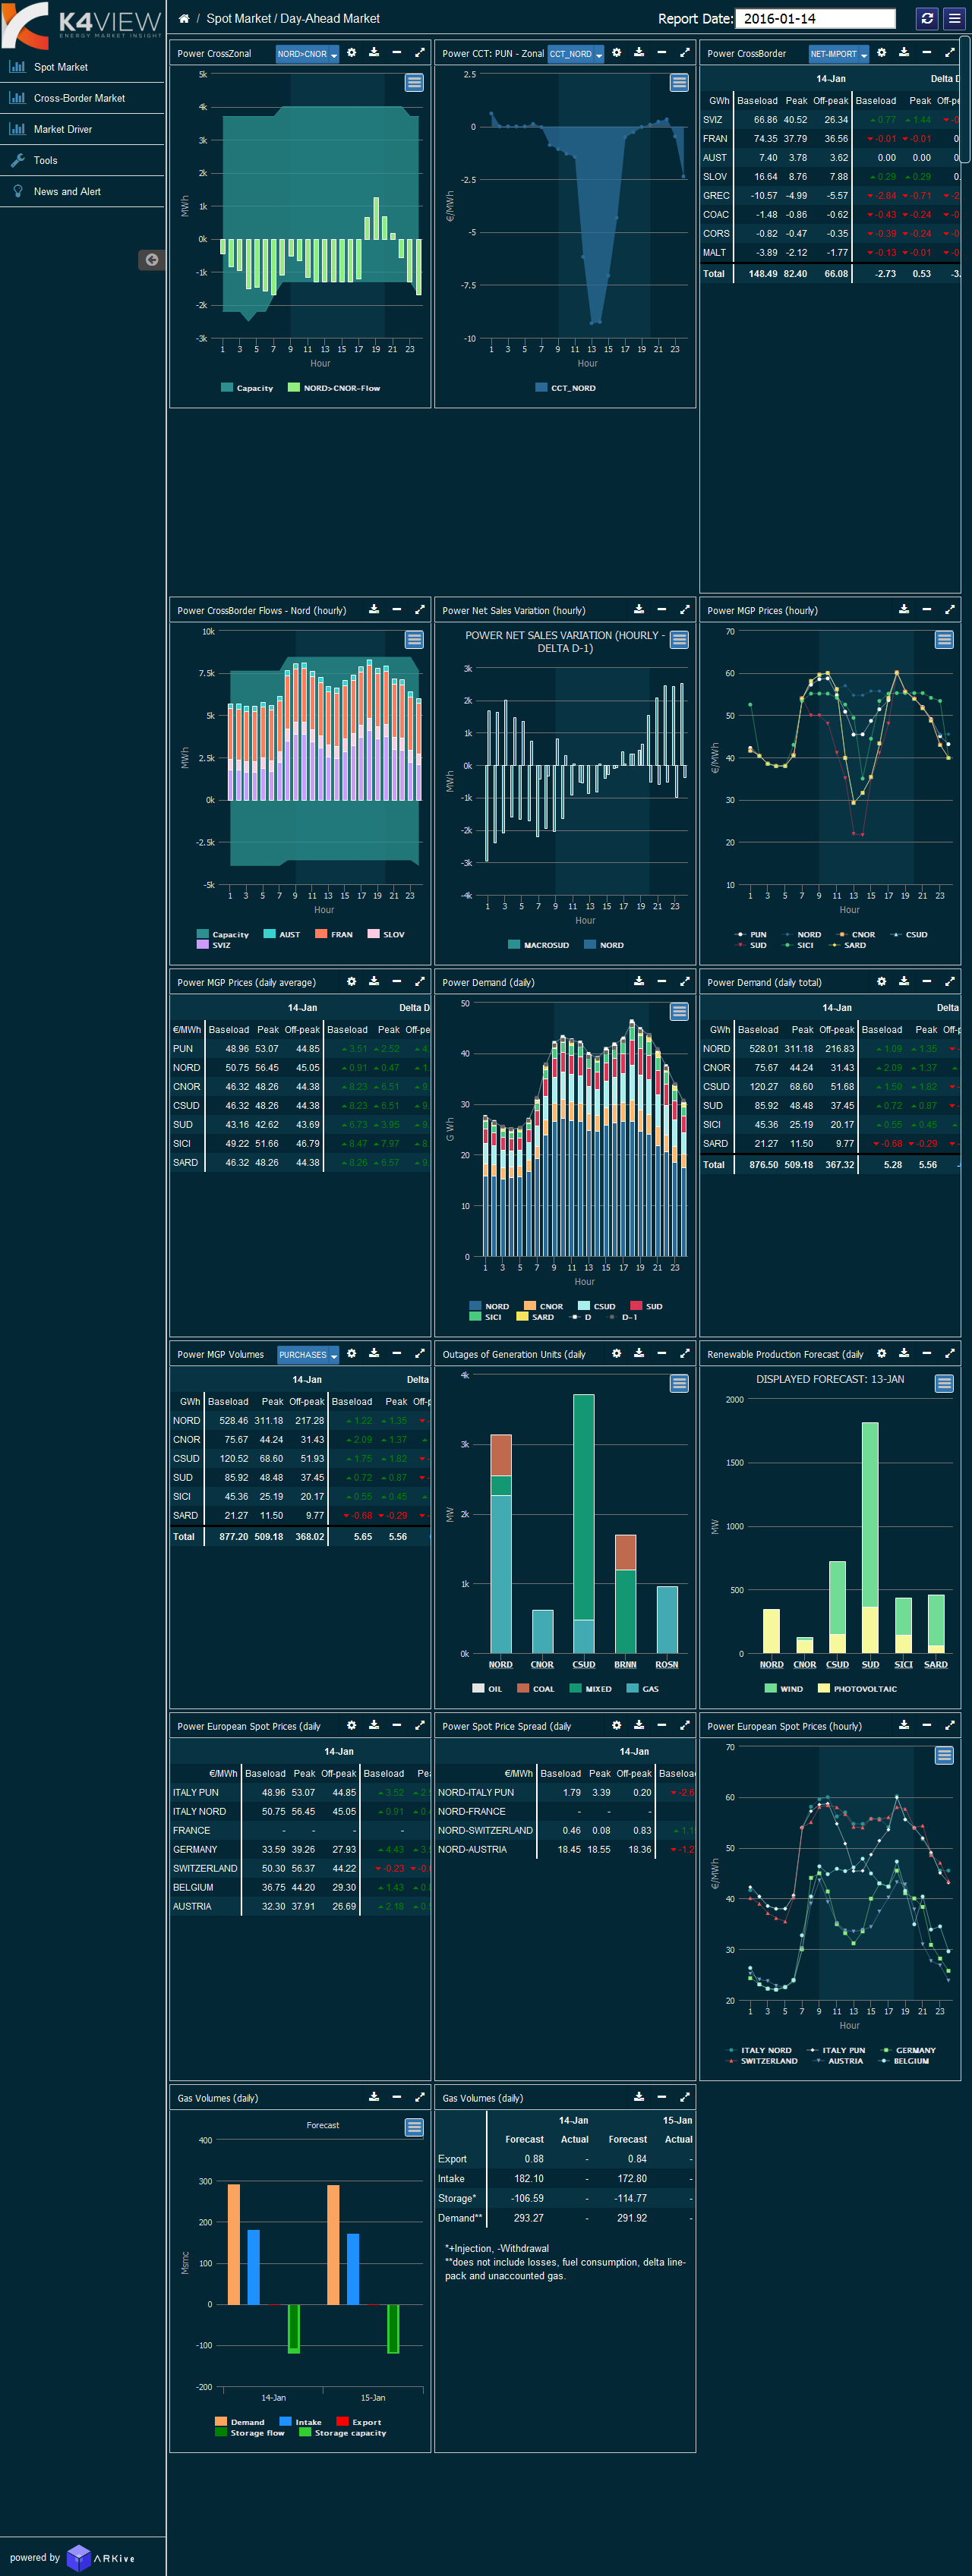 K4VIEW
ENERGY MARKET INSIGHT
/ Spot Market / Day-Ahead Market
Report Date: 2016-01-14
Spot Market
Cross-Border Market
Market Driver
Tools
News and Alert
Power CrossZonal NORD>CNOR
5k
4k
3k
2k
1k
0k
-1k
-2k
-3k
MWh
1 3 5 7 9 11 13 15 17 19 21 23
Hour
Capacity NORD>CNOR-Flow
Power CCT: PUN - Zonal CCT_NORD
2.5
0
-2.5
-5
-7.5
-10
€/MWh
1 3 5 7 9 11 13 15 17 19 21 23
Hour
CCT_NORD
Power CrossBorder NET-IMPORT
14-Jan Delta D
GWh Baseload Peak Off-peak Baseload Peak Off-p
SVIZ 66.86 40.52 26.34 0.77 1.44
FRAN 74.35 37.79 36.56 -0.01 -0.01 0
AUST 7.40 3.78 3.62 0.00 0.00 0.
SLOV 16.64 8.76 7.88 0.29 0.29 0.
GREC -10.57 -4.99 -5.57 -2.84 -0.71 -2
COAC -1.48 -0.86 -0.62 -0.43 -0.24 -0
CORS -0.82 -0.47 -0.35 -0.39 -0.24 -0
MALT -3.89 -2.12 -1.77 -0.13 -0.01 -0
Total 148.49 82.40 66.08 -2.73 0.53 -3.
Power CrossBorder Flows - Nord (hourly)
10k
7.5k
5k
2.5k
0k
-2.5k
-5k
MWh
1 3 5 7 9 11 13 15 17 19 21 23
Hour
Capacity AUST FRAN SLOV
SVIZ
Power Net Sales Variation (hourly)
POWER NET SALES VARIATION (HOURLY -
DELTA D-1)
3k
2k
1k
0k
-1k
-2k
-3k
-4k
MWh
1 3 5 7 9 11 13 15 17 19 21 23
Hour
MACROSUD NORD
Power MGP Prices (hourly)
70
60
50
40
30
20
10
€/MWh
1 3 5 7 9 11 13 15 17 19 21 23
Hour
PUN NORD CNOR CSUD
SUD SICI SARD
Power MGP Prices (daily average)
14-Jan Delta D
€/MWh Baseload Peak Off-peak Baseload Peak Off-pe
PUN 48.96 53.07 44.85 3.51 2.52 4.
NORD 50.75 56.45 45.05 0.91 0.47 1.
CNOR 46.32 48.26 44.38 8.23 6.51 9.
CSUD 46.32 48.26 44.38 8.23 6.51 9.
SUD 43.16 42.62 43.69 6.73 3.95 9.
SICI 49.22 51.66 46.79 8.47 7.97 8.
SARD 46.32 48.26 44.38 8.26 6.57 9.
Power Demand (daily)
50
40
30
20
10
0
G Wh
1 3 5 7 9 11 13 15 17 19 21 23
Hour
NORD CNOR CSUD SUD
SICI SARD D D-1
Power Demand (daily total)
14-Jan Delta
GWh Baseload Peak Off-peak Baseload Peak Off-p
NORD 528.01 311.18 216.83 1.09 1.35
CNOR 75.67 44.24 31.43 2.09 1.37
CSUD 120.27 68.60 51.68 1.50 1.82
SUD 85.92 48.48 37.45 0.72 0.87
SICI 45.36 25.19 20.17 0.55 0.45
SARD 21.27 11.50 9.77 -0.68 -0.29
Total 876.50 509.18 367.32 5.28 5.56
Power MGP Volumes PURCHASES
14-Jan Delta
GWh Baseload Peak Off-peak Baseload Peak Off-p
NORD 528.46 311.18 217.28 1.22 1.35
CNOR 75.67 44.24 31.43 2.09 1.37
CSUD 120.52 68.60 51.93 1.75 1.82
SUD 85.92 48.48 37.45 0.72 0.87
SICI 45.36 25.19 20.17 0.55 0.45
SARD 21.27 11.50 9.77 -0.68 -0.29
Total 877.20 509.18 368.02 5.65 5.56
Outages of Generation Units (daily
4k
3k
2k
1k
0k
MW
NORD CNOR CSUD BRNN ROSN
OIL COAL MIXED GAS
Renewable Production Forecast (daily
DISPLAYED FORECAST: 13-JAN
2000
1500
1000
500
0
MW
NORD CNOR CSUD SUD SICI SARD
WIND PHOTOVOLTAIC
Power European Spot Prices (daily
14-Jan
€/MWh Baseload Peak Off-peak Baseload Pea
ITALY PUN 48.96 53.07 44.85 3.52 2.
ITALY NORD 50.75 56.45 45.05 0.91 0.
FRANCE - - - -
GERMANY 33.59 39.26 27.93 4.43 3.
SWITZERLAND 50.30 56.37 44.22 -0.23 -0.
BELGIUM 36.75 44.20 29.30 1.43 0.
AUSTRIA 32.30 37.91 26.69 2.18 0.
Power Spot Price Spread (daily
14-Jan
€/MWh Baseload Peak Off-peak Baseloa
NORD-ITALY PUN 1.79 3.39 0.20 -2.6
NORD-FRANCE - - -
NORD-SWITZERLAND 0.46 0.08 0.83 1.1
NORD-AUSTRIA 18.45 18.55 18.36 -1.2
Power European Spot Prices (hourly)
70
60
50
40
30
20
€/MWh
1 3 5 7 9 11 13 15 17 19 21 23
Hour
ITALY NORD ITALY PUN GERMANY
SWITZERLAND AUSTRIA BELGIUM
Gas Volumes (daily)
Forecast
400
300
200
100
0
-100
-200
Msmc
14-Jan 15-Jan
Demand Intake Export
Storage flow Storage capacity
Gas Volumes (daily)
14-Jan 15-Jan
Forecast Actual Forecast Actual
Export 0.88 - 0.84 -
Intake 182.10 - 172.80 -
Storage* -106.59 - -114.77 -
Demand** 293.27 - 291.92 -
*+Injection, -Withdrawal
**does not include losses, fuel consumption, delta line-
pack and unaccounted gas.
powered by ARKive